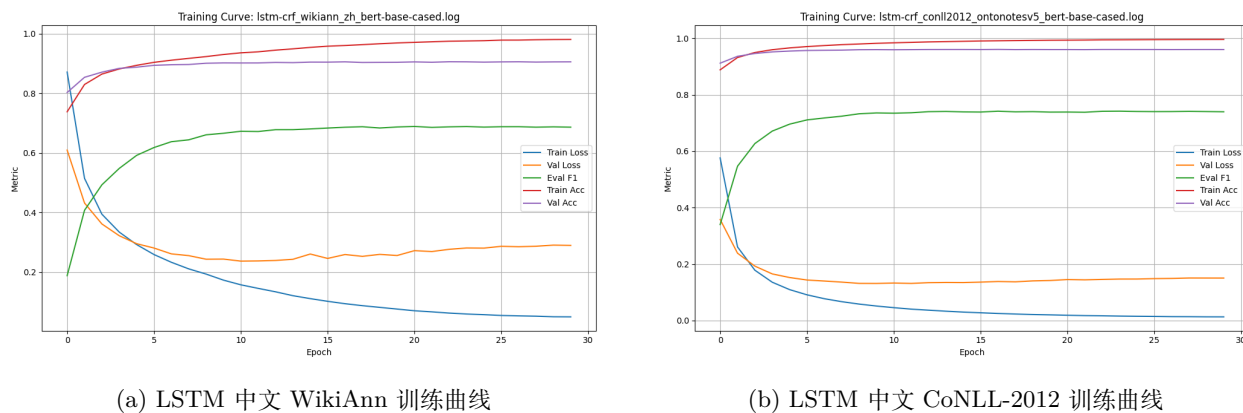 Training Curve: lstm-crf_wikiann_zh_bert-base-cased.log
1.0
0.8
0.6
0.4
0.2
Metric
Train Loss
Val Loss
Eval F1
Train Acc
Val Acc
0 5 10 15 20 25 30
Epoch
(a) LSTM 中文 WikiAnn 训练曲线
Training Curve: lstm-crf_conll2012_ontonotesv5_bert-base-cased.log
1.0
0.8
0.6
0.4
0.2
0.0
Metric
Train Loss
Val Loss
Eval F1
Train Acc
Val Acc
0 5 10 15 20 25 30
Epoch
(b) LSTM 中文 CoNLL-2012 训练曲线